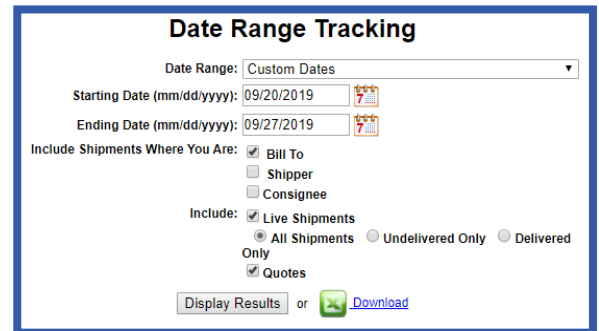 Date Range Tracking
Date Range: Custom Dates
Starting Date (mm/dd/yyyy): 09/20/2019 7
Ending Date (mm/dd/yyyy): 09/27/2019 7
Include Shipments Where You Are: Bill To
Shipper
Consignee
Include: Live Shipments
All Shipments Undelivered Only Delivered
Only
Quotes
Display Results or Download